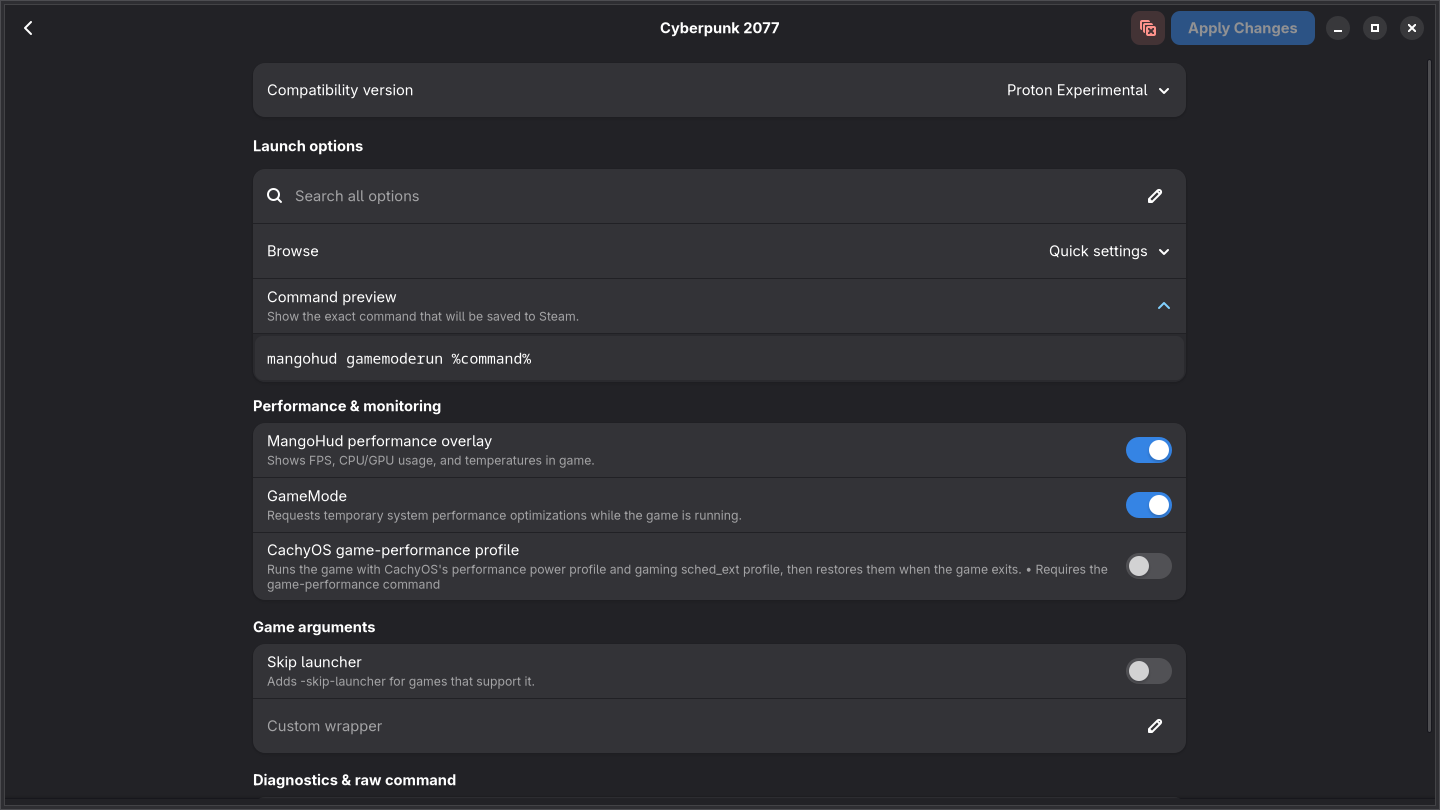 Cyberpunk 2077
Apply Changes
Compatibility version
Proton Experimental
Launch options
Search all options
Browse
Quick settings
Command preview
Show the exact command that will be saved to Steam.
mangohud gamemoderun %command%
Performance & monitoring
MangoHud performance overlay
Shows FPS, CPU/GPU usage, and temperatures in game.
GameMode
Requests temporary system performance optimizations while the game is running.
CachyOS game-performance profile
Runs the game with CachyOS's performance power profile and gaming sched_ext profile, then restores them when the game exits. • Requires the
game-performance command
Game arguments
Skip launcher
Adds -skip-launcher for games that support it.
Custom wrapper
Diagnostics & raw command